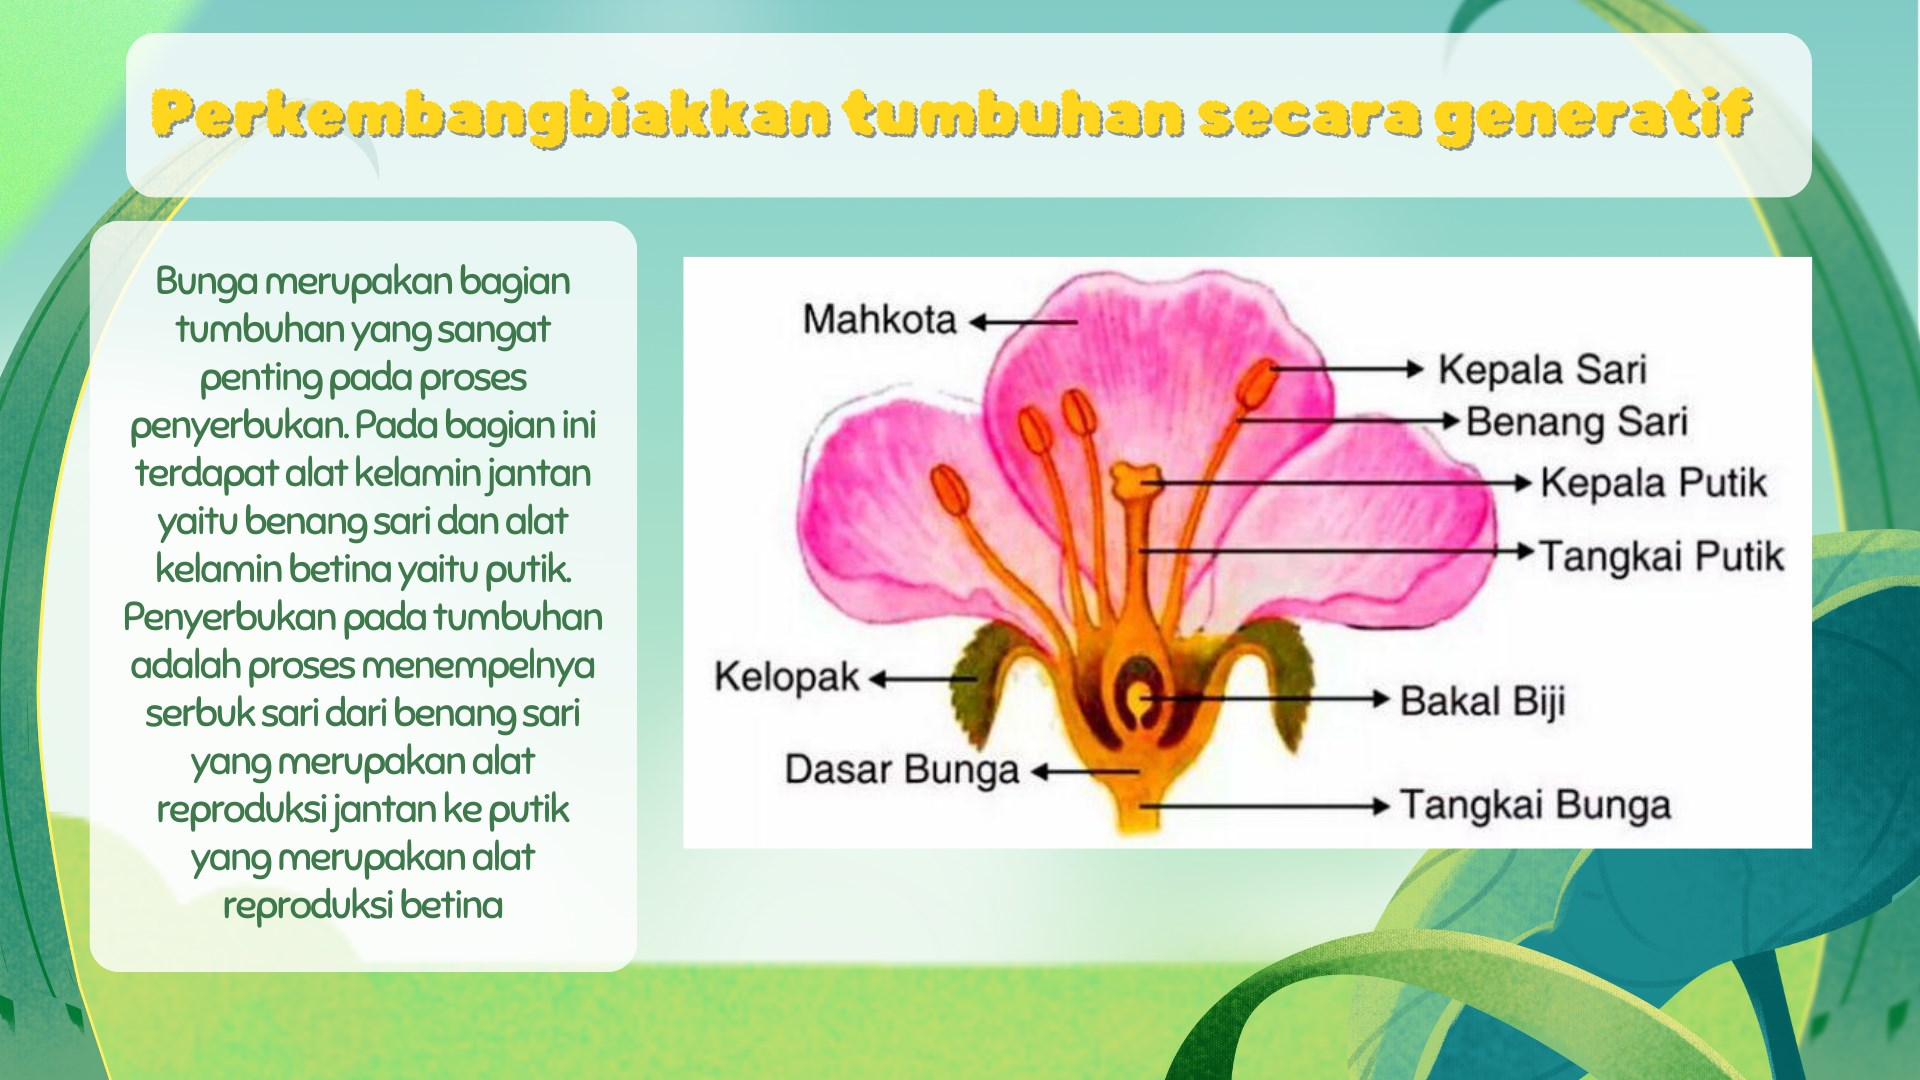 Perkembangbiakkan tumbuhan secara generatif
Bunga merupakan bagian
tumbuhan yang sangat
penting pada proses
penyerbukan. Pada bagian ini
terdapat alat kelamin jantan
yaitu benang sari dan alat
kelamin betina yaitu putik.
Penyerbukan pada tumbuhan
adalah proses menempelnya
serbuk sari dari benang sari
yang merupakan alat
reproduksi jantan ke putik
yang merupakan alat
reproduksi betina
Mahkota
Kepala Sari
Benang Sari
Kepala Putik
Tangkai Putik
Kelopak
Bakal Biji
Dasar Bunga
Tangkai Bunga